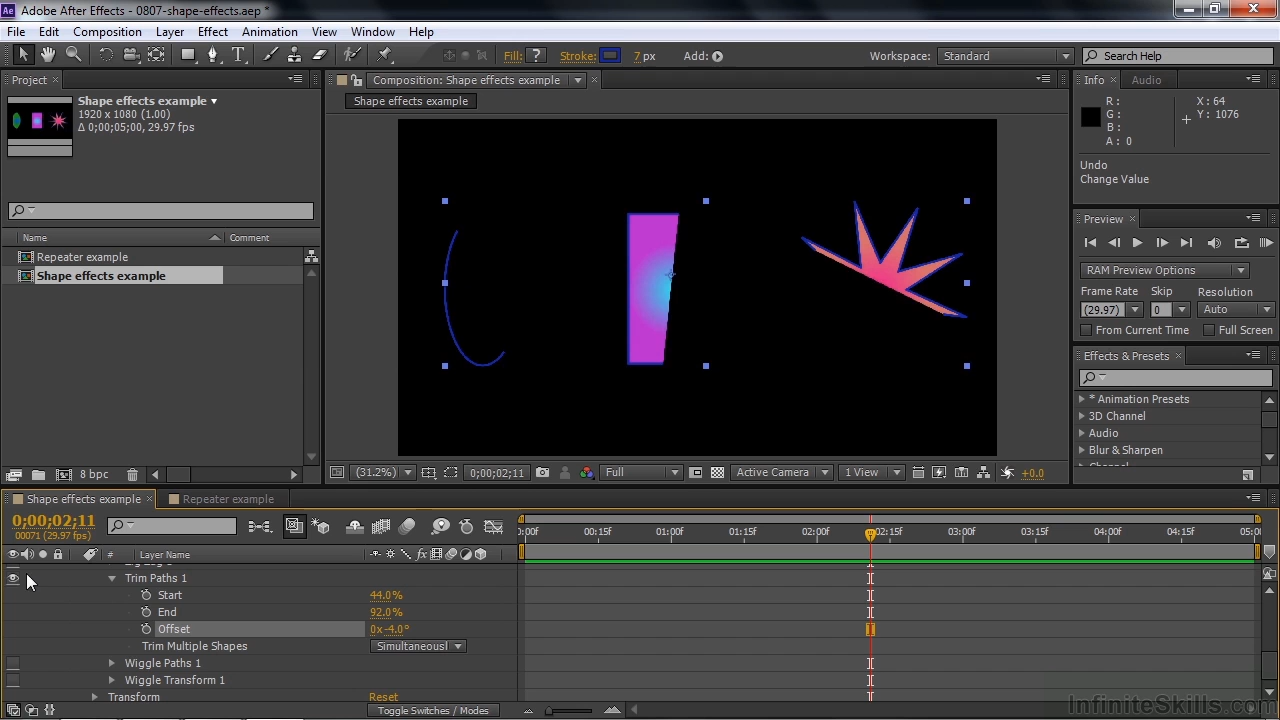 Ae Adobe After Effects - 0807-shape-effects.aep *
File Edit Composition Layer Effect Animation View Window Help
Fill: ? Stroke: 7 px Add: Workspace: Standard Search Help
Project
Shape effects example
1920 x 1080 (1.00)
Δ 0;00;05;00, 29.97 fps
Name Comment
Repeater example
Shape effects example
8 bpc
Composition: Shape effects example
Shape effects example
(31.2%) 0;00;02;11 Full Active Camera 1 View +0.0
Info Audio
R: X: 64
G: Y: 1076
B:
A: 0
Undo
Change Value
Preview
RAM Preview Options
Frame Rate Skip Resolution
(29.97) 0 Auto
From Current Time Full Screen
Effects & Presets
* Animation Presets
3D Channel
Audio
Blur & Sharpen
Shape effects example Repeater example
0;00;02;11
00071 (29.97 fps)
):00f 00:15f 01:00f 01:15f 02:00f 02:15f 03:00f 03:15f 04:00f 04:15f 05:0
# Layer Name
Trim Paths 1
Start 44.0%
End 92.0%
Offset 0x-4.0°
Trim Multiple Shapes Simultaneousl
Wiggle Paths 1
Wiggle Transform 1
Transform Reset
Toggle Switches / Modes
InfiniteSkills.com